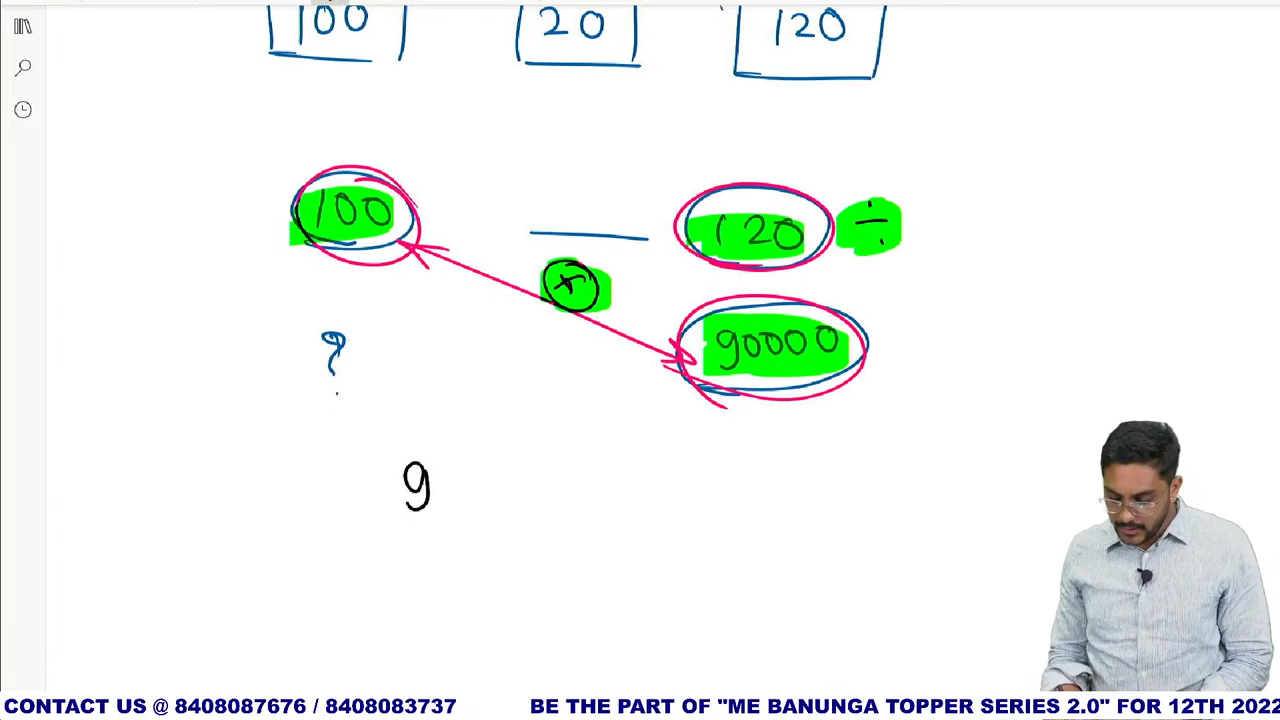 100 20 120
100 — 120 ÷
×
? 90000
9
CONTACT US @ 8408087676 / 8408083737 BE THE PART OF "ME BANUNGA TOPPER SERIES 2.0" FOR 12TH 2022